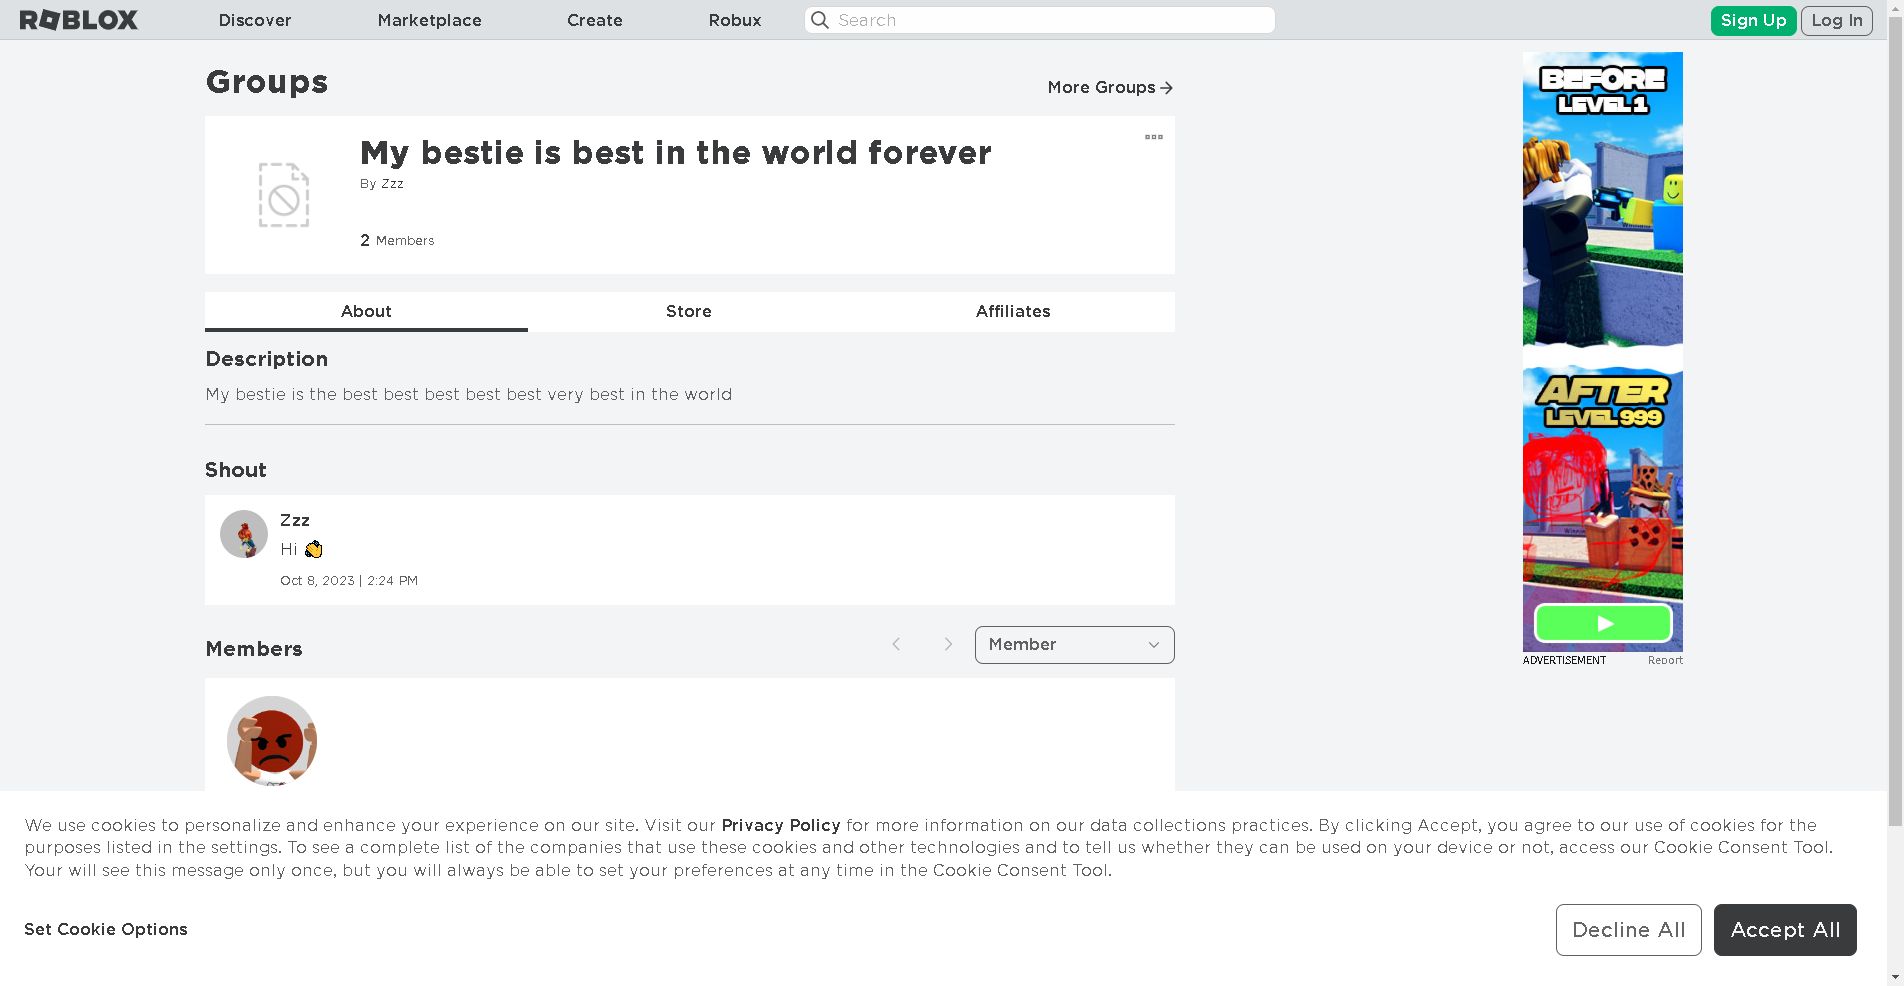 ROBLOX
Discover
Marketplace
Create
Robux
Search
Sign Up
Log In
Groups
More Groups
My bestie is best in the world forever
By Zzz
2 Members
About
Store
Affiliates
Description
My bestie is the best best best best best very best in the world
Shout
Zzz
Hi 👋
Oct 8, 2023 | 2:24 PM
Members
Member
BEFORE
LEVEL 1
AFTER
LEVEL 999
ADVERTISEMENT
Report
We use cookies to personalize and enhance your experience on our site. Visit our Privacy Policy for more information on our data collections practices. By clicking Accept, you agree to our use of cookies for the
purposes listed in the settings. To see a complete list of the companies that use these cookies and other technologies and to tell us whether they can be used on your device or not, access our Cookie Consent Tool.
Your will see this message only once, but you will always be able to set your preferences at any time in the Cookie Consent Tool.
Set Cookie Options
Decline All
Accept All